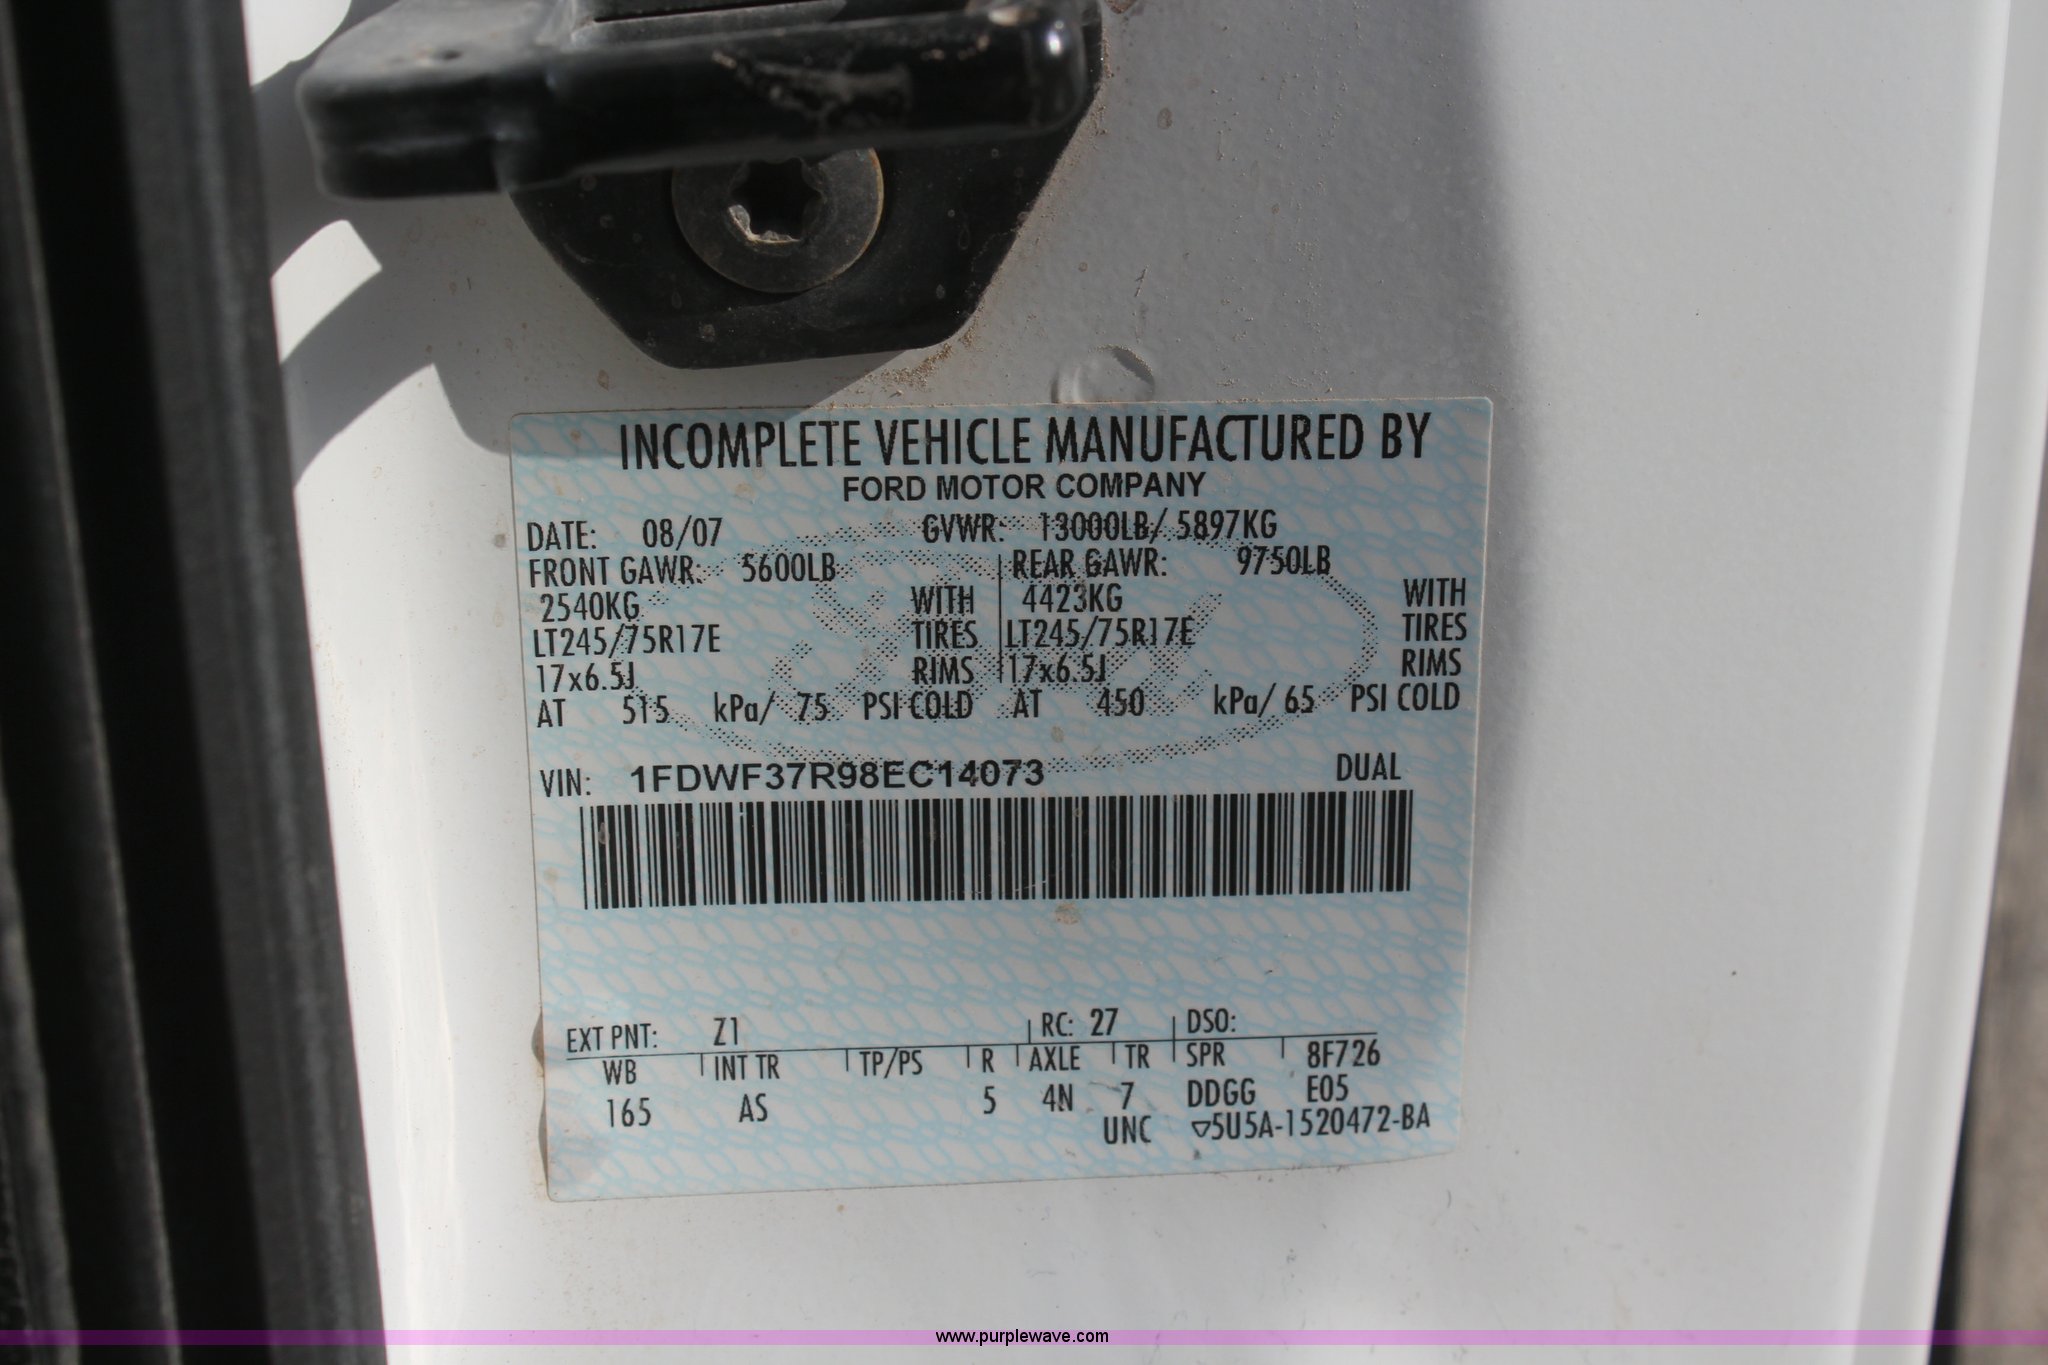 INCOMPLETE VEHICLE MANUFACTURED BY
FORD MOTOR COMPANY
DATE: 08/07 GVWR: 13000LB/ 5897KG
FRONT GAWR: 5600LB REAR GAWR: 9750LB
2540KG WITH 4423KG WITH
LT245/75R17E TIRES LT245/75R17E TIRES
17x6.5J RIMS 17x6.5J RIMS
AT 515 kPa/ 75 PSI COLD AT 450 kPa/ 65 PSI COLD
VIN: 1FDWF37R98EC14073 DUAL
EXT PNT: Z1 RC: 27 DSO:
WB INT TR TP/PS R AXLE TR SPR 8F726
165 AS 5 4N 7 DDGG E05
UNC ▽5U5A-1520472-BA
www.purplewave.com